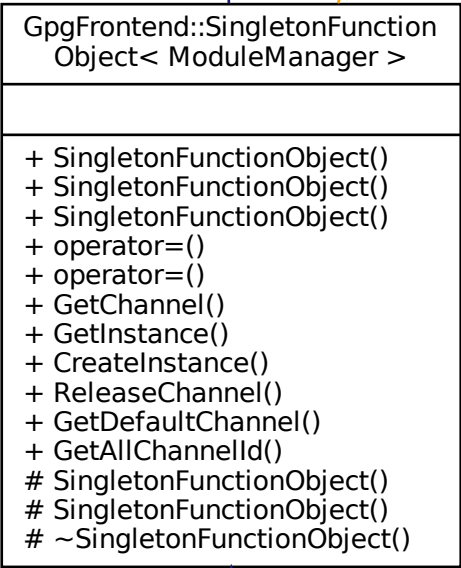 GpgFrontend::SingletonFunction
Object< ModuleManager >
+ SingletonFunctionObject()
+ SingletonFunctionObject()
+ SingletonFunctionObject()
+ operator=()
+ operator=()
+ GetChannel()
+ GetInstance()
+ CreateInstance()
+ ReleaseChannel()
+ GetDefaultChannel()
+ GetAllChannelId()
# SingletonFunctionObject()
# SingletonFunctionObject()
# ~SingletonFunctionObject()